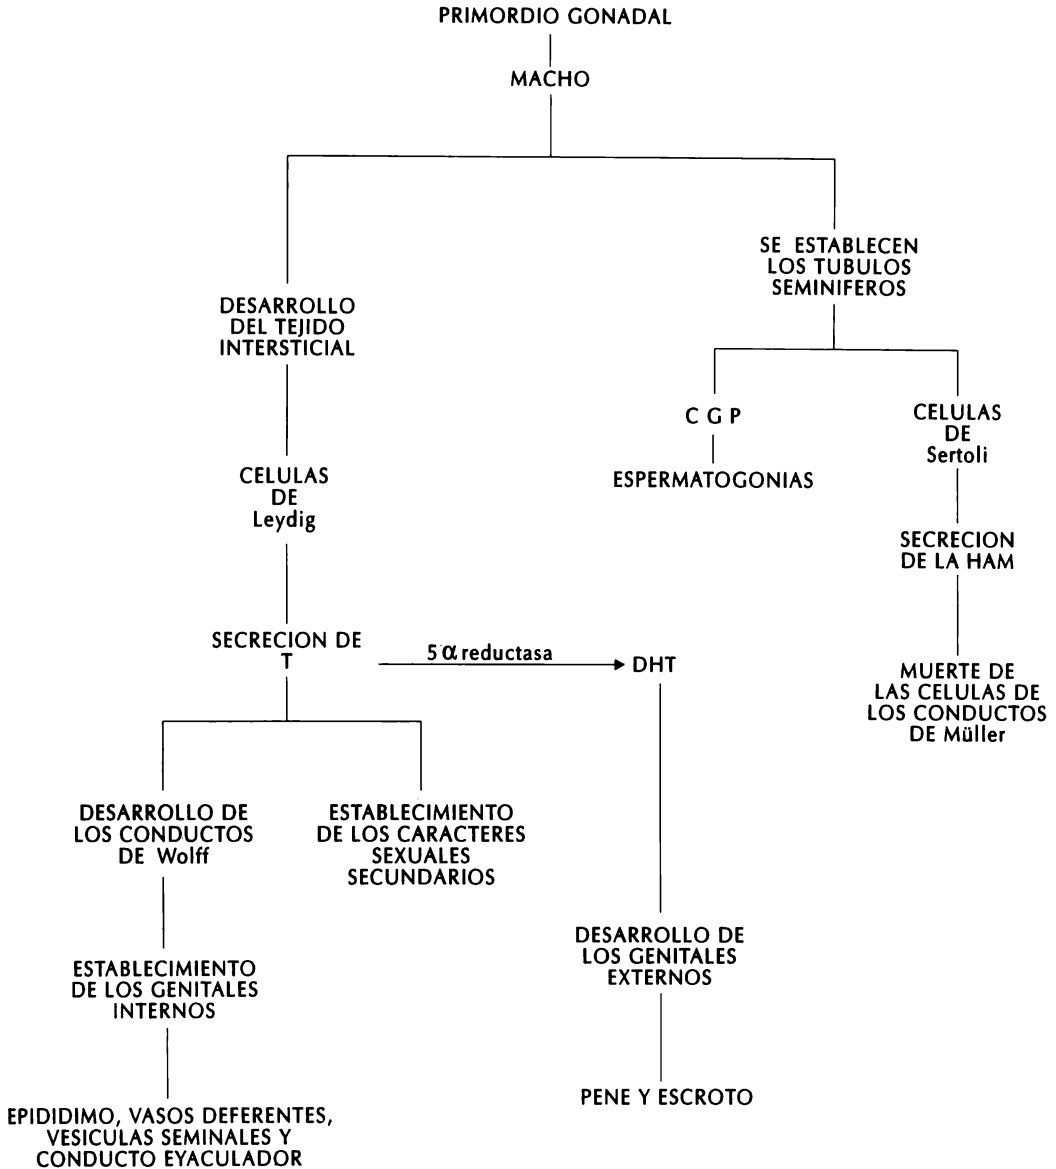 PRIMORDIO GONADAL
MACHO
SE ESTABLECEN
LOS TUBULOS
SEMINIFEROS
DESARROLLO
DEL TEJIDO
INTERSTICIAL
C G P
ESPERMATOGONIAS
CELULAS
DE
Sertoli
CELULAS
DE
Leydig
SECRECION
DE LA HAM
SECRECION DE
T
5 α reductasa
DHT
MUERTE DE
LAS CELULAS DE
LOS CONDUCTOS
DE Müller
DESARROLLO DE
LOS CONDUCTOS
DE Wolff
ESTABLECIMIENTO
DE LOS CARACTERES
SEXUALES
SECUNDARIOS
DESARROLLO DE
LOS GENITALES
EXTERNOS
ESTABLECIMIENTO
DE LOS GENITALES
INTERNOS
PENE Y ESCROTO
EPIDIDIMO, VASOS DEFERENTES,
VESICULAS SEMINALES Y
CONDUCTO EYACULADOR